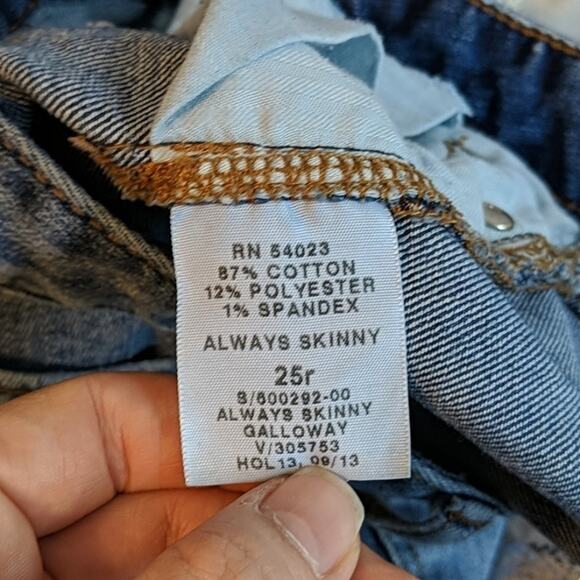 RN 54023
87% COTTON
12% POLYESTER
1% SPANDEX
ALWAYS SKINNY
25r
S/600292-00
ALWAYS SKINNY
GALLOWAY
V/305753
HOL13, 09/13